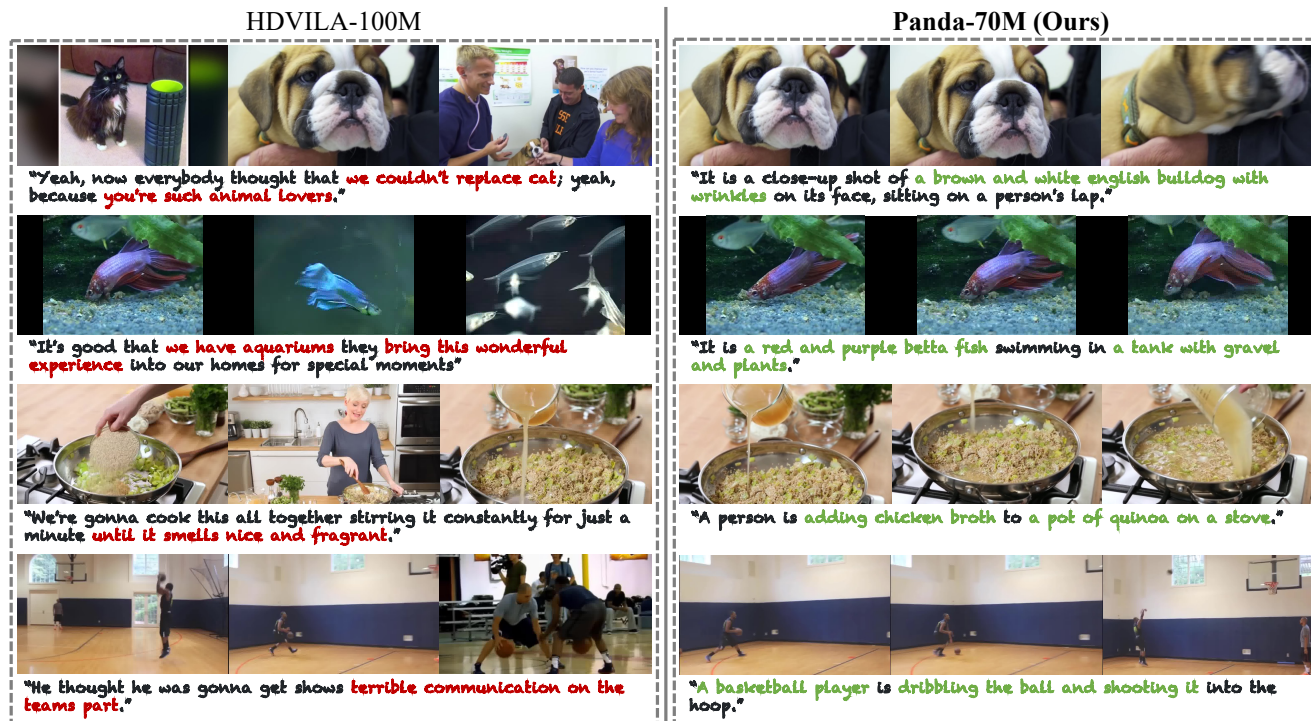 HDVILA-100M
"Yeah, now everybody thought that we couldn't replace cat; yeah,
because you're such animal lovers."
"It's good that we have aquariums they bring this wonderful
experience into our homes for special moments"
"We're gonna cook this all together stirring it constantly for just a
minute until it smells nice and fragrant."
"He thought he was gonna get shows terrible communication on the
teams part."
Panda-70M (Ours)
"It is a close-up shot of a brown and white english bulldog with
wrinkles on its face, sitting on a person's lap."
"It is a red and purple betta fish swimming in a tank with gravel
and plants."
"A person is adding chicken broth to a pot of quinoa on a stove."
"A basketball player is dribbling the ball and shooting it into the
hoop."